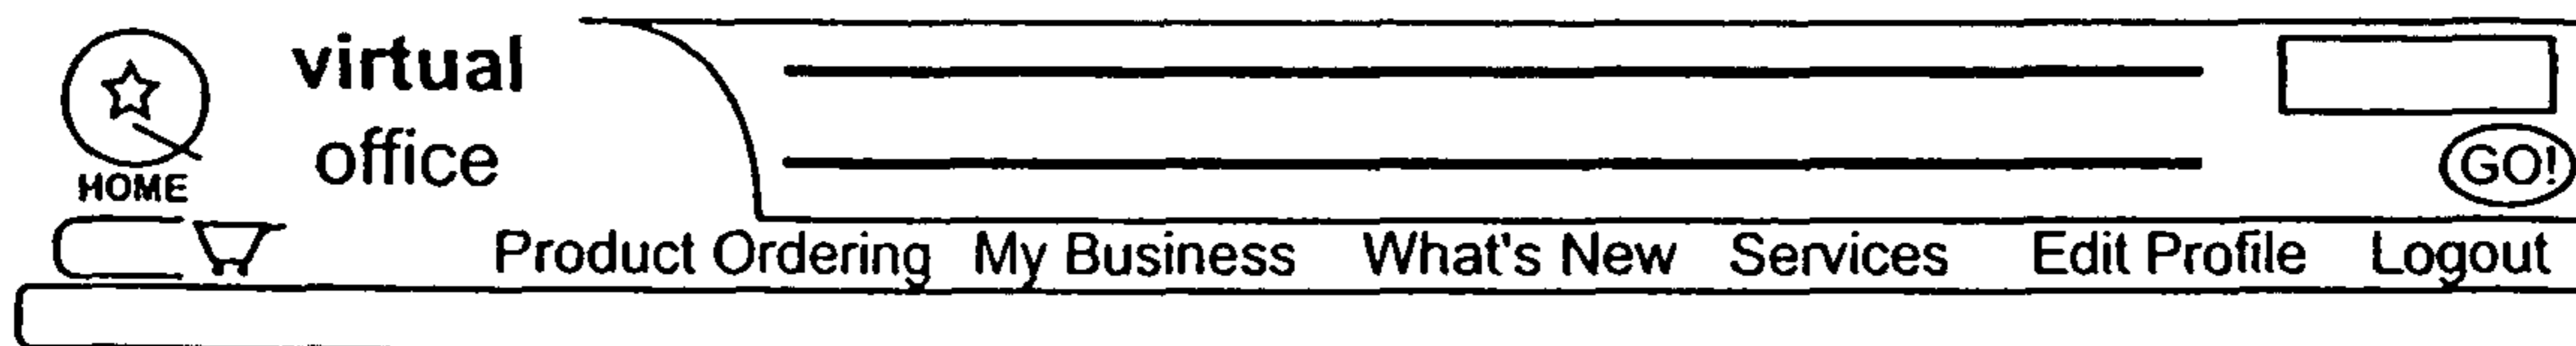 virtual
office
HOME
GO!
Product Ordering My Business What's New Services Edit Profile Logout